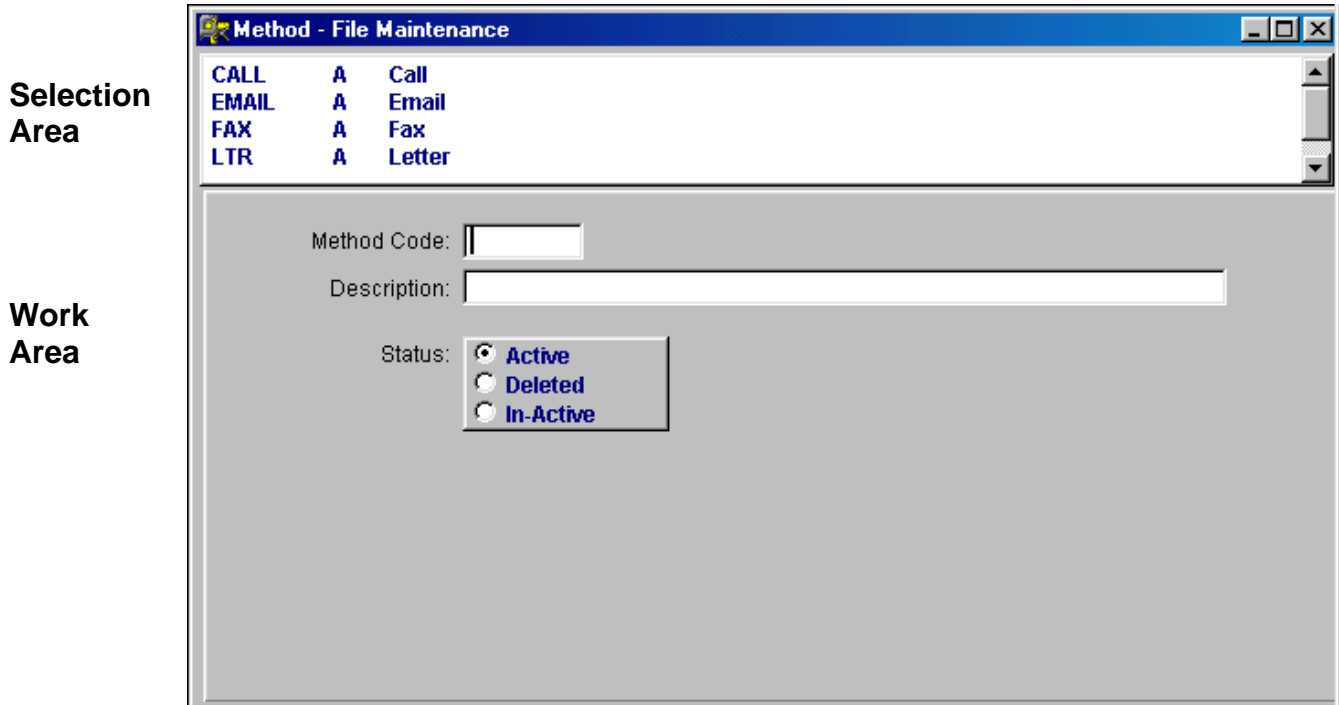 Method - File Maintenance
Selection
Area
CALL A Call
EMAIL A Email
FAX A Fax
LTR A Letter
Work
Area
Method Code:
Description:
Status:
Active
Deleted
In-Active